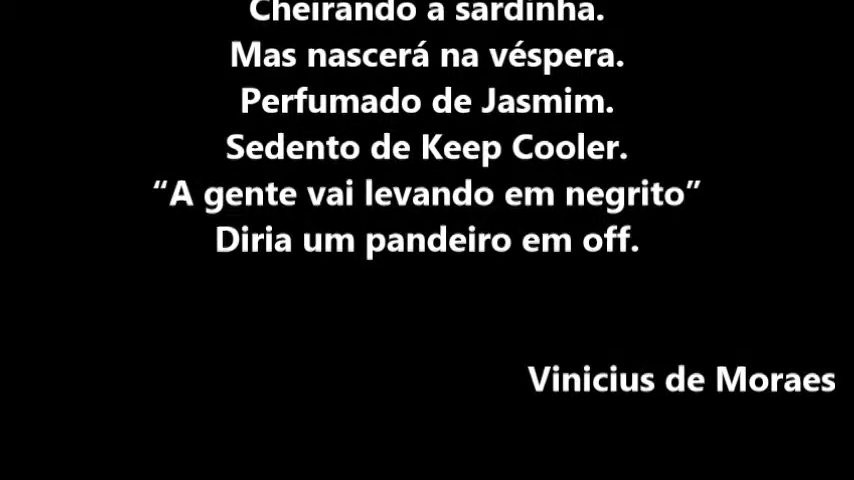 Cheirando a sardinha.
Mas nascerá na véspera.
Perfumado de Jasmim.
Sedento de Keep Cooler.
“A gente vai levando em negrito”
Diria um pandeiro em off.
Vinicius de Moraes